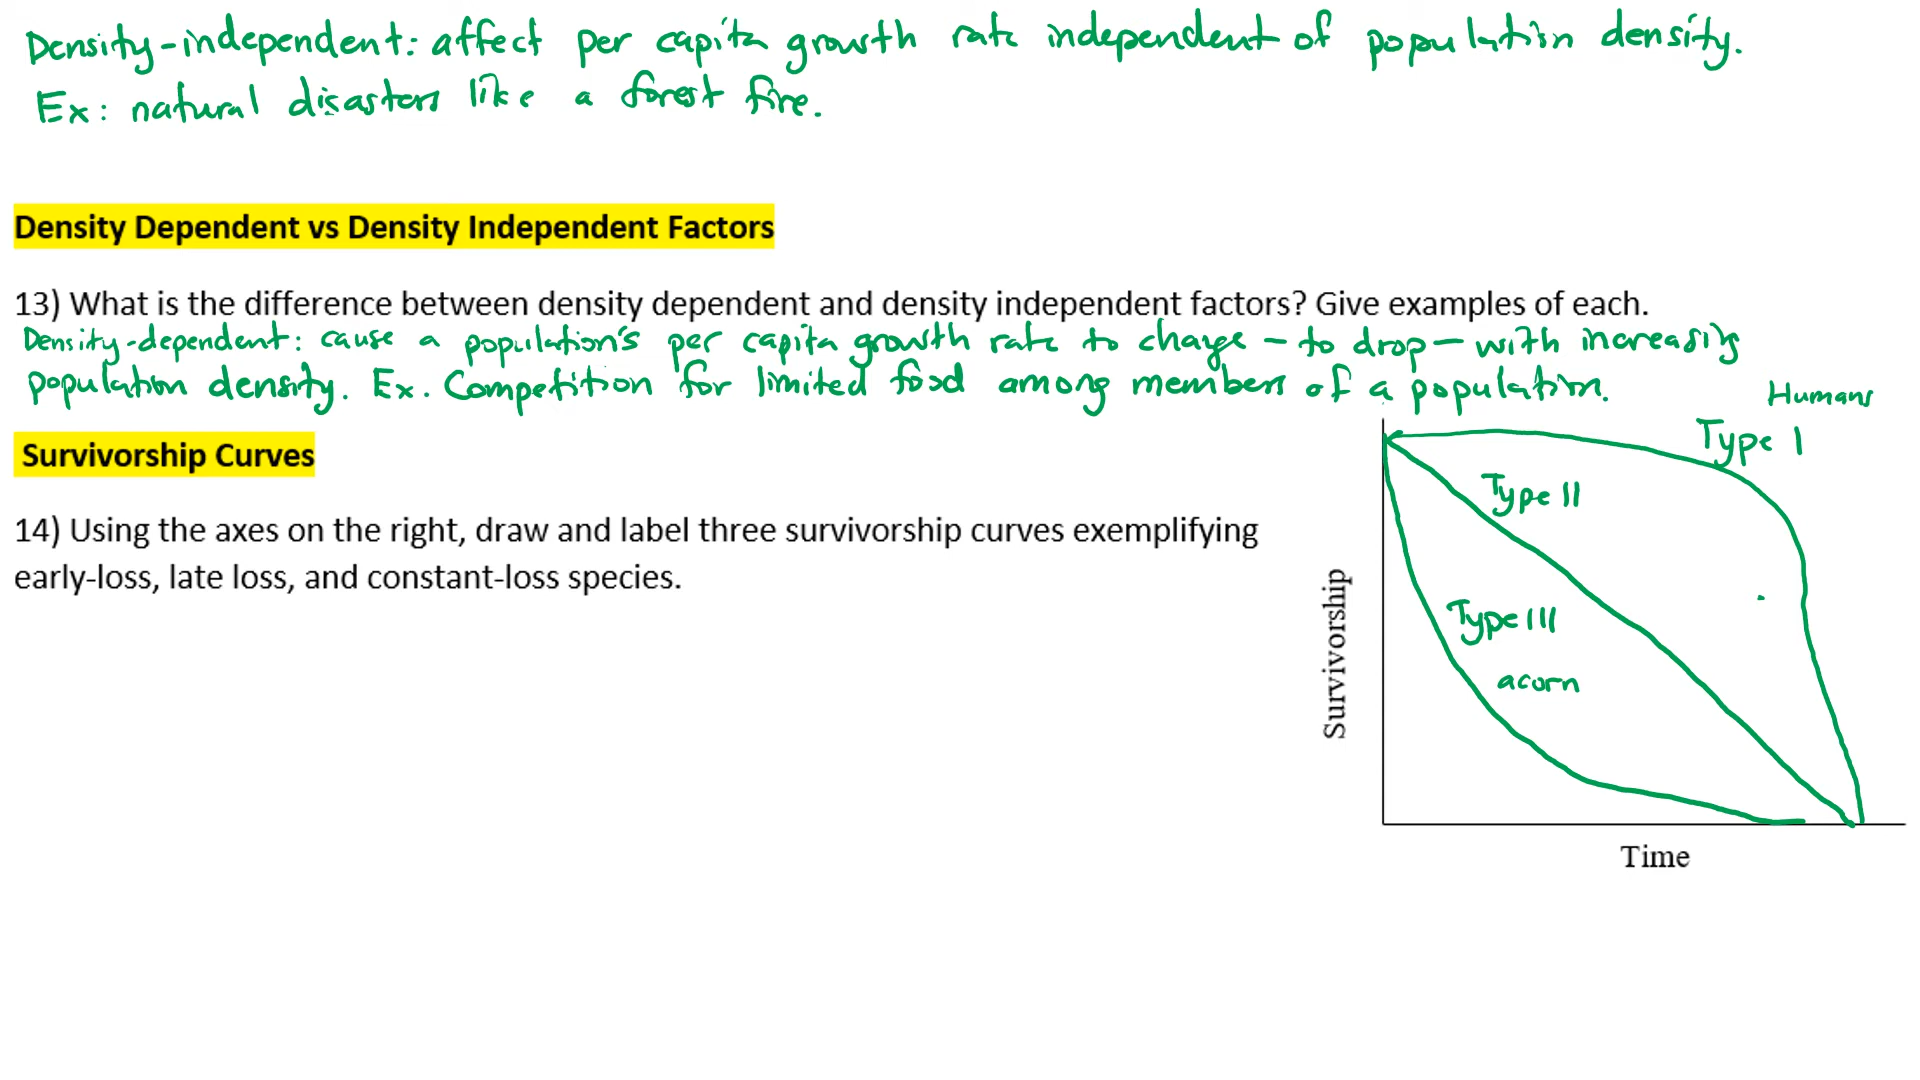 Density-independent: affect per capita growth rate independent of population density.
Ex: natural disasters like a forest fire.
Density Dependent vs Density Independent Factors
13) What is the difference between density dependent and density independent factors? Give examples of each.
Density-dependent: cause a population's per capita growth rate to change - to drop - with increasing
population density. Ex. Competition for limited food among members of a population.
Humans
Type I
Survivorship Curves
Type II
14) Using the axes on the right, draw and label three survivorship curves exemplifying
early-loss, late loss, and constant-loss species.
Type III
acorn
Survivorship
Time